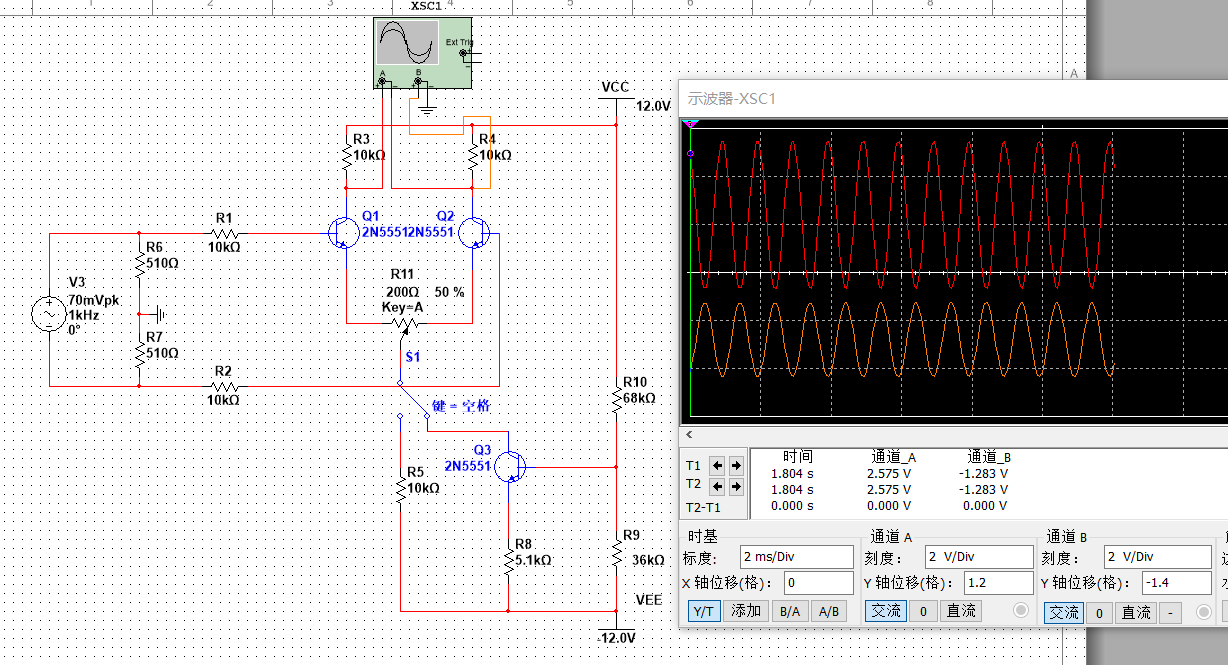 XSC1
Ext Trig
A
B
VCC
12.0V
R3
10kΩ
R4
10kΩ
Q1
2N5551
Q2
2N5551
R1
10kΩ
R6
510Ω
V3
70mVpk
1kHz
0°
R7
510Ω
R2
10kΩ
R11
200Ω
50 %
Key=A
S1
键 = 空格
R10
68kΩ
Q3
2N5551
R5
10kΩ
R8
5.1kΩ
R9
36kΩ
VEE
-12.0V
A
示波器-XSC1
时间 通道_A 通道_B
T1 1.804 s 2.575 V -1.283 V
T2 1.804 s 2.575 V -1.283 V
T2-T1 0.000 s 0.000 V 0.000 V
时基
标度: 2 ms/Div
X 轴位移(格): 0
Y/T 添加 B/A A/B
通道 A
刻度: 2 V/Div
Y 轴位移(格): 1.2
交流 0 直流
通道 B
刻度: 2 V/Div
Y 轴位移(格): -1.4
交流 0 直流 -